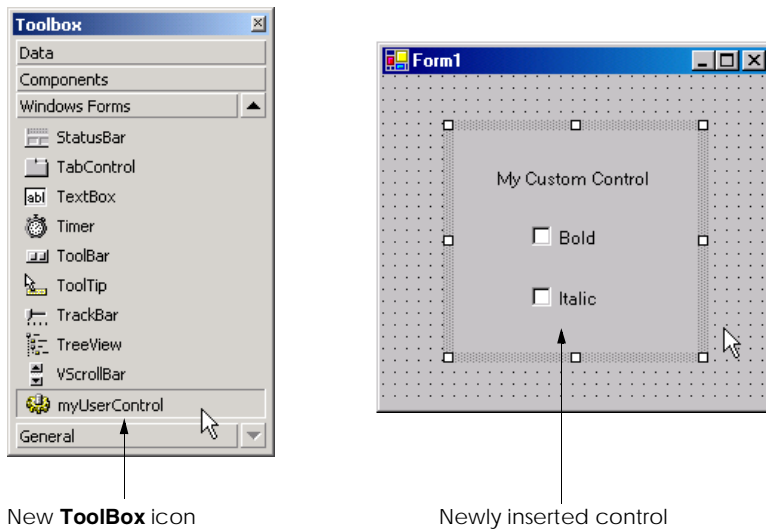 Toolbox
Data
Components
Windows Forms
StatusBar
TabControl
abl TextBox
Timer
ToolBar
ToolTip
TrackBar
TreeView
VScrollBar
myUserControl
General
New ToolBox icon
Form1
My Custom Control
Bold
Italic
Newly inserted control